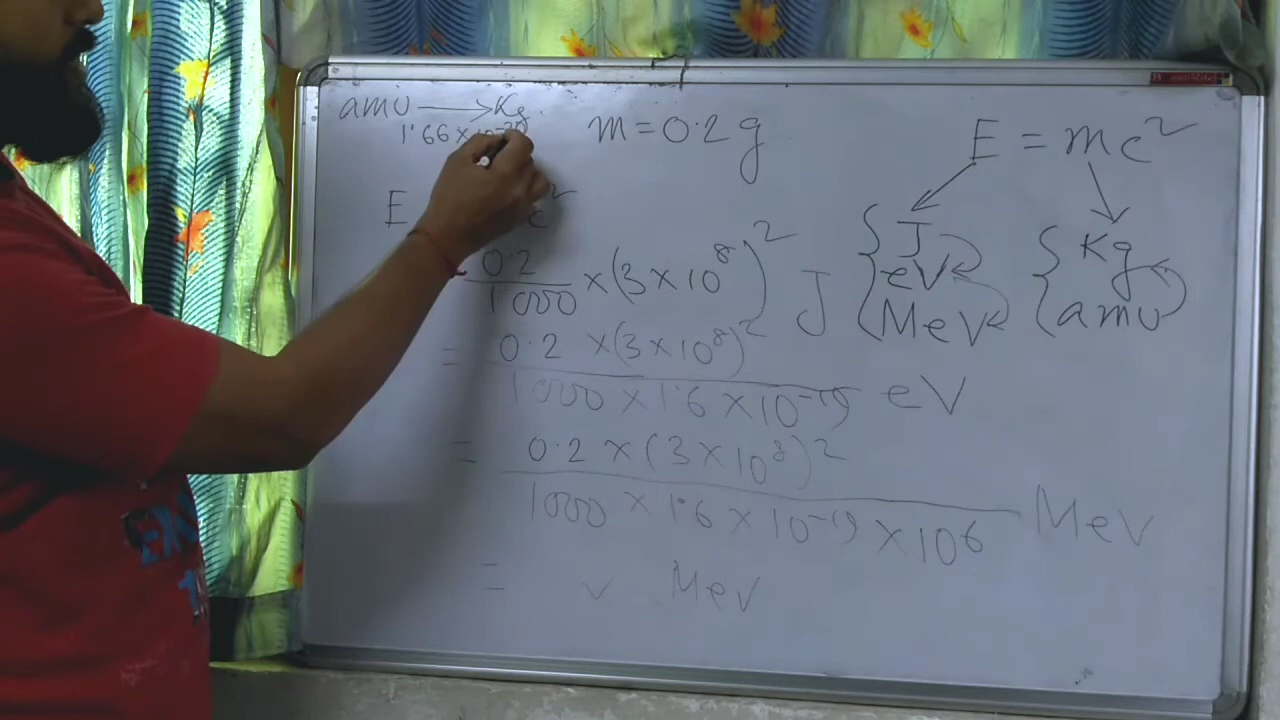 amu → Kg
1.66×10
m = 0.2 g
E = mc²
E c²
= 0.2/1000 × (3×10⁸)² J
= 0.2 × (3×10⁸)² / 1000 × 1.6 × 10⁻¹⁹ eV
= 0.2 × (3×10⁸)² / 1000 × 1.6 × 10⁻¹⁹ × 10⁶ MeV
= ✓ MeV
{ J
eV
MeV
{ Kg
amu